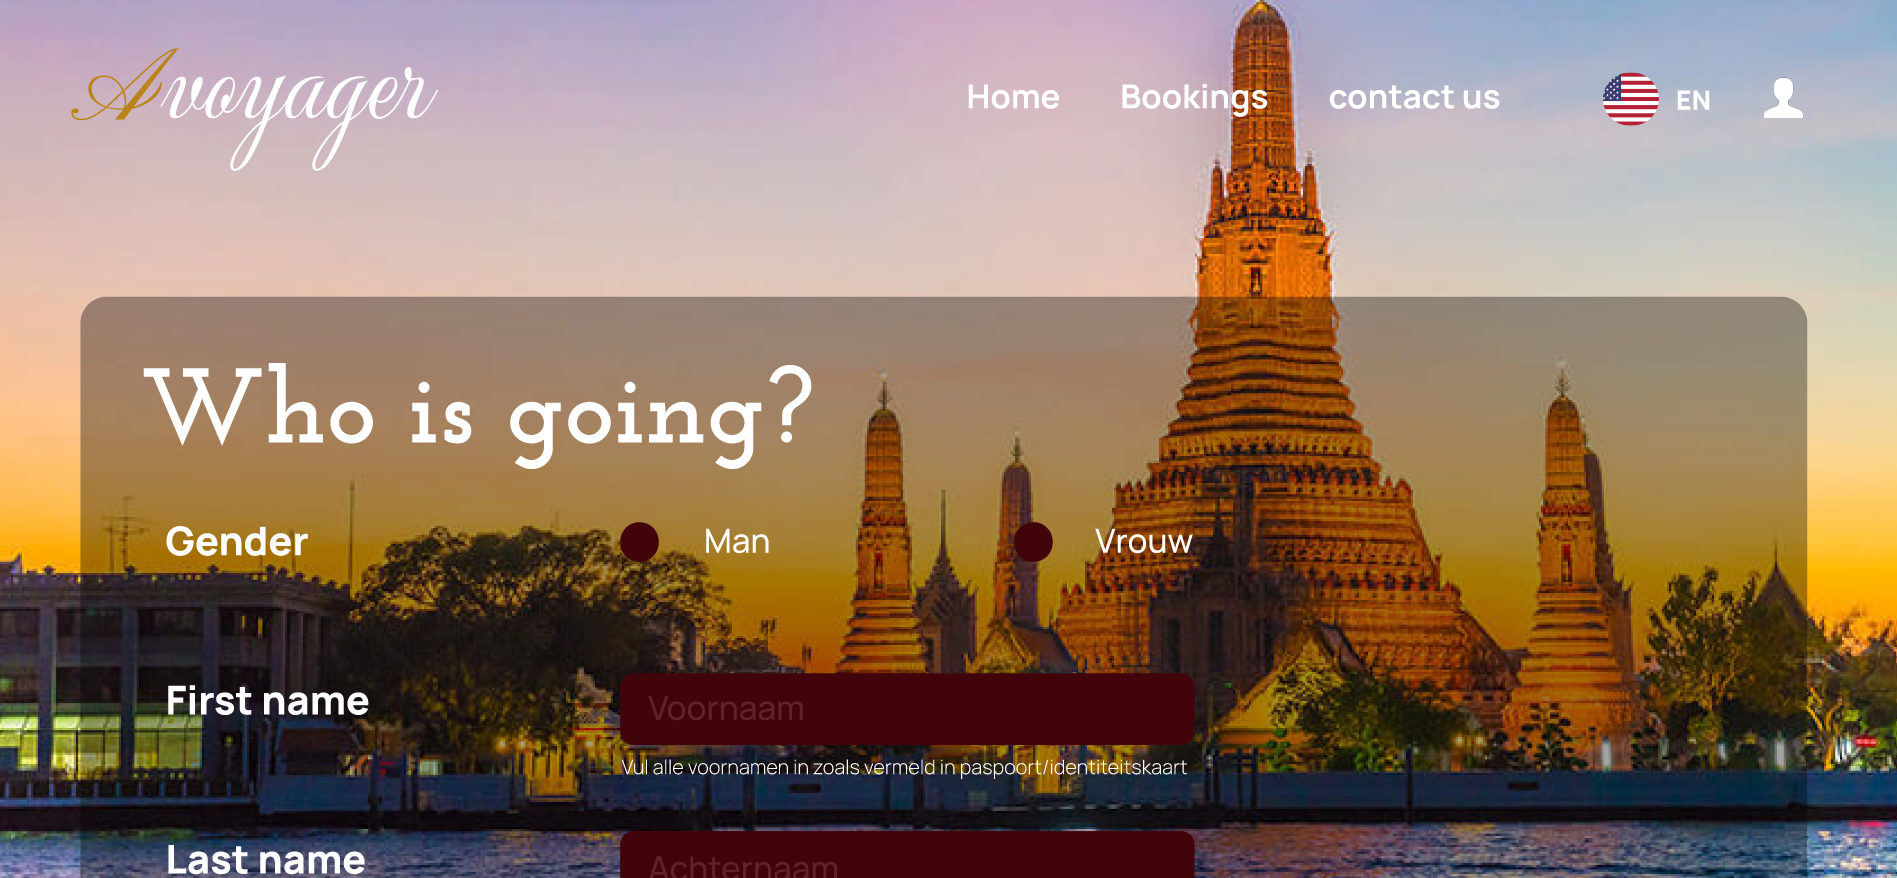 Avoyager
Home Bookings contact us EN
Who is going?
Gender Man Vrouw
First name Voornaam
Vul alle voornamen in zoals vermeld in paspoort/identiteitskaart
Last name Achternaam